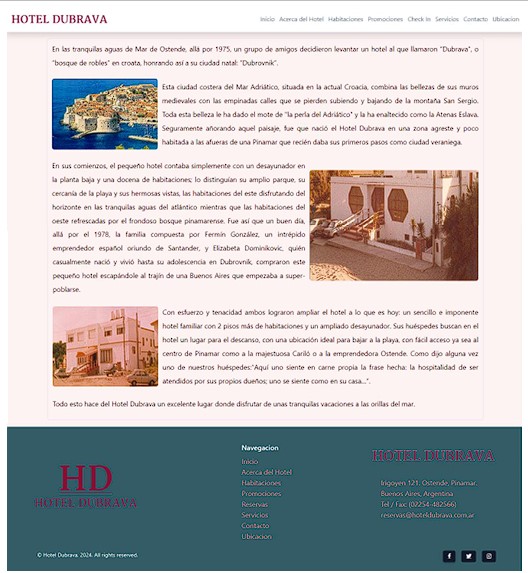 HOTEL DUBRAVA
Inicio Acerca del Hotel Habitaciones Promociones Check In Servicios Contacto Ubicacion
En las tranquilas aguas de Mar de Ostende, allá por 1975, un grupo de amigos decidieron levantar un hotel al que llamaron "Dubrava", o
"bosque de robles" en croata, honrando así a su ciudad natal: "Dubrovnik".
Esta ciudad costera del Mar Adriático, situada en la actual Croacia, combina las bellezas de sus muros
medievales con las empinadas calles que se pierden subiendo y bajando de la montaña San Sergio.
Toda esta belleza le ha dado el mote de "la perla del Adriático" y la ha enaltecido como la Atenas Eslava.
Seguramente añorando aquel paisaje, fue que nació el Hotel Dubrava en una zona agreste y poco
habitada a las afueras de una Pinamar que recién daba sus primeros pasos como ciudad veraniega.
En sus comienzos, el pequeño hotel contaba simplemente con un desayunador en
la planta baja y una docena de habitaciones; lo distinguían su amplio parque, su
cercanía de la playa y sus hermosas vistas, las habitaciones del este disfrutando del
horizonte en las tranquilas aguas del atlántico mientras que las habitaciones del
oeste refrescadas por el frondoso bosque pinamarense. Fue así que un buen día,
allá por el 1978, la familia compuesta por Fermín González, un intrépido
emprendedor español oriundo de Santander, y Elizabeta Dominikovic, quién
casualmente nació y vivió hasta su adolescencia en Dubrovnik, compraron este
pequeño hotel escapándole al trajín de una Buenos Aires que empezaba a super-
poblarse.
Con esfuerzo y tenacidad ambos lograron ampliar el hotel a lo que es hoy: un sencillo e imponente
hotel familiar con 2 pisos más de habitaciones y un ampliado desayunador. Sus huéspedes buscan en el
hotel un lugar para el descanso, con una ubicación ideal para bajar a la playa, con fácil acceso ya sea al
centro de Pinamar como a la majestuosa Cariló o a la emprendedora Ostende. Como dijo alguna vez
uno de nuestros huéspedes:"Aquí uno siente en carne propia la frase hecha: la hospitalidad de ser
atendidos por sus propios dueños; uno se siente como en su casa...".
Todo esto hace del Hotel Dubrava un excelente lugar donde disfrutar de unas tranquilas vacaciones a las orillas del mar.
HD
HOTEL DUBRAVA
Navegacion
Inicio
Acerca del Hotel
Habitaciones
Promociones
Reservas
Servicios
Contacto
Ubicacion
HOTEL DUBRAVA
Irigoyen 121, Ostende, Pinamar.
Buenos Aires, Argentina
Tel / Fax: (02254-482566)
reservas@hoteldubrava.com.ar
© Hotel Dubrava, 2024. All rights reserved.